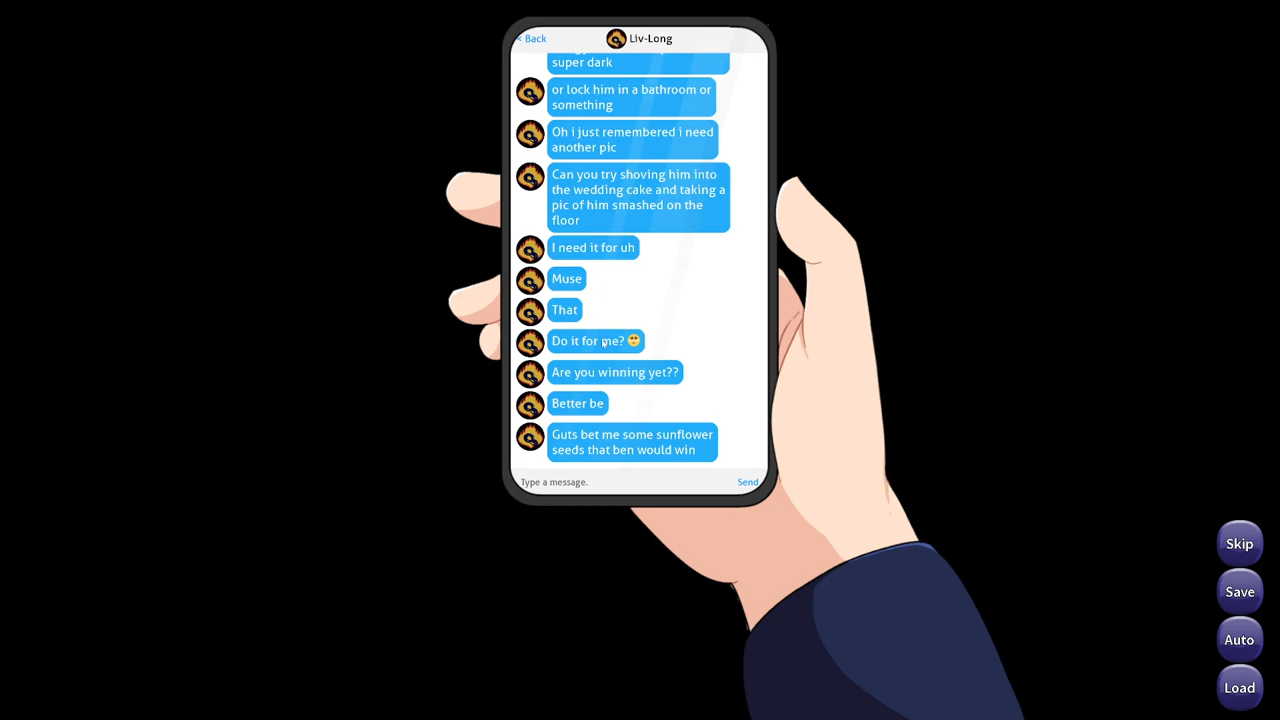 < Back
Liv-Long
super dark
or lock him in a bathroom or
something
Oh i just remembered i need
another pic
Can you try shoving him into
the wedding cake and taking a
pic of him smashed on the
floor
I need it for uh
Muse
That
Do it for me?
Are you winning yet??
Better be
Guts bet me some sunflower
seeds that ben would win
Type a message.
Send
Skip
Save
Auto
Load